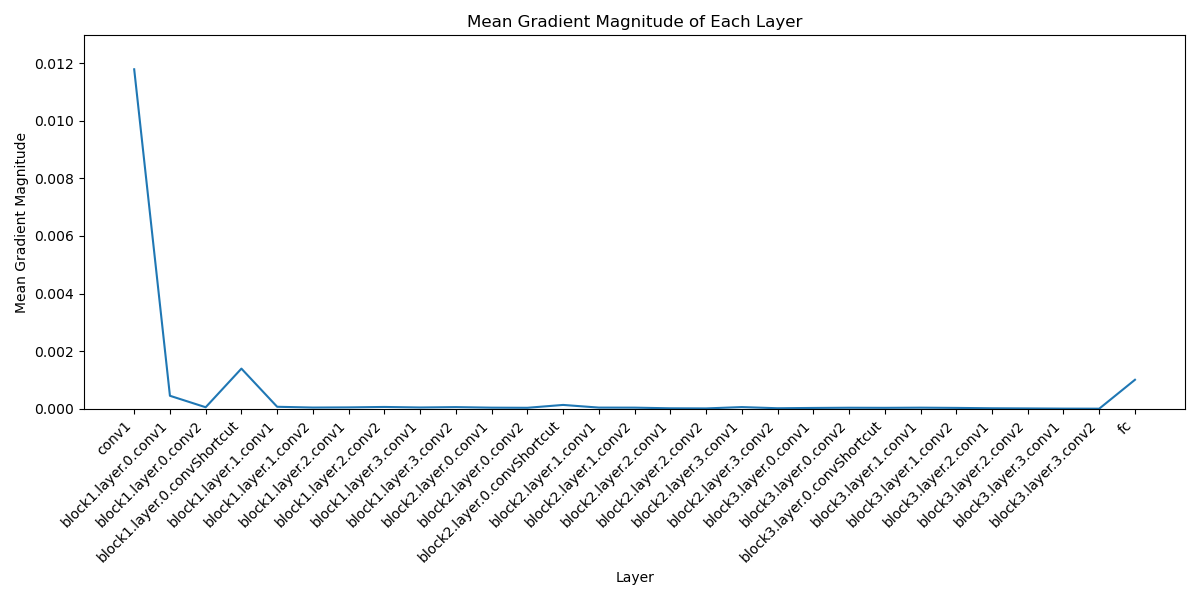 Mean Gradient Magnitude of Each Layer
Mean Gradient Magnitude
0.012
0.010
0.008
0.006
0.004
0.002
0.000
conv1
block1.layer.0.conv1
block1.layer.0.conv2
block1.layer.0.convShortcut
block1.layer.1.conv1
block1.layer.1.conv2
block1.layer.2.conv1
block1.layer.2.conv2
block1.layer.3.conv1
block1.layer.3.conv2
block2.layer.0.conv1
block2.layer.0.conv2
block2.layer.0.convShortcut
block2.layer.1.conv1
block2.layer.1.conv2
block2.layer.2.conv1
block2.layer.2.conv2
block2.layer.3.conv1
block2.layer.3.conv2
block3.layer.0.conv1
block3.layer.0.conv2
block3.layer.0.convShortcut
block3.layer.1.conv1
block3.layer.1.conv2
block3.layer.2.conv1
block3.layer.2.conv2
block3.layer.3.conv1
block3.layer.3.conv2
fc
Layer